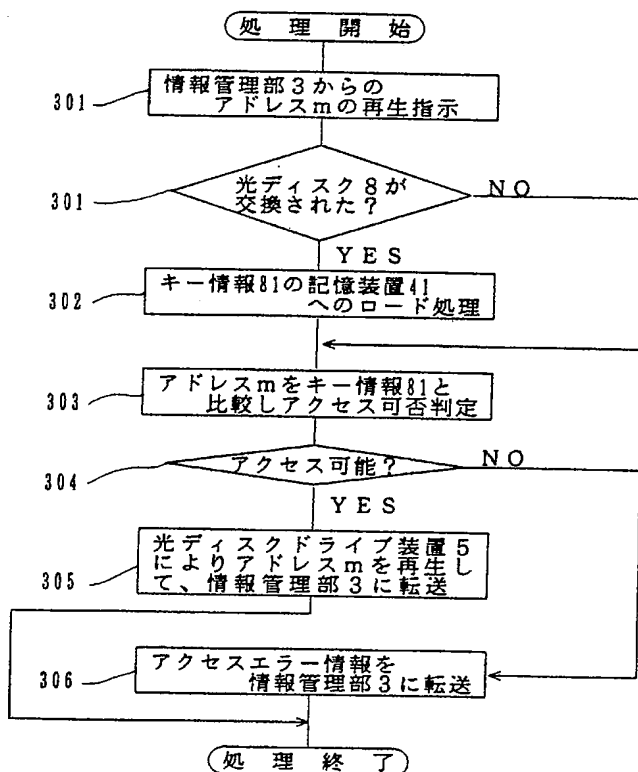 処理開始
301
情報管理部3からの
アドレスmの再生指示
301
光ディスク8が
交換された?
NO
YES
302
キー情報81の記憶装置41
へのロード処理
303
アドレスmをキー情報81と
比較しアクセス可否判定
304
アクセス可能?
NO
YES
305
光ディスクドライブ装置5
によりアドレスmを再生し
て、情報管理部3に転送
306
アクセスエラー情報を
情報管理部3に転送
処理終了